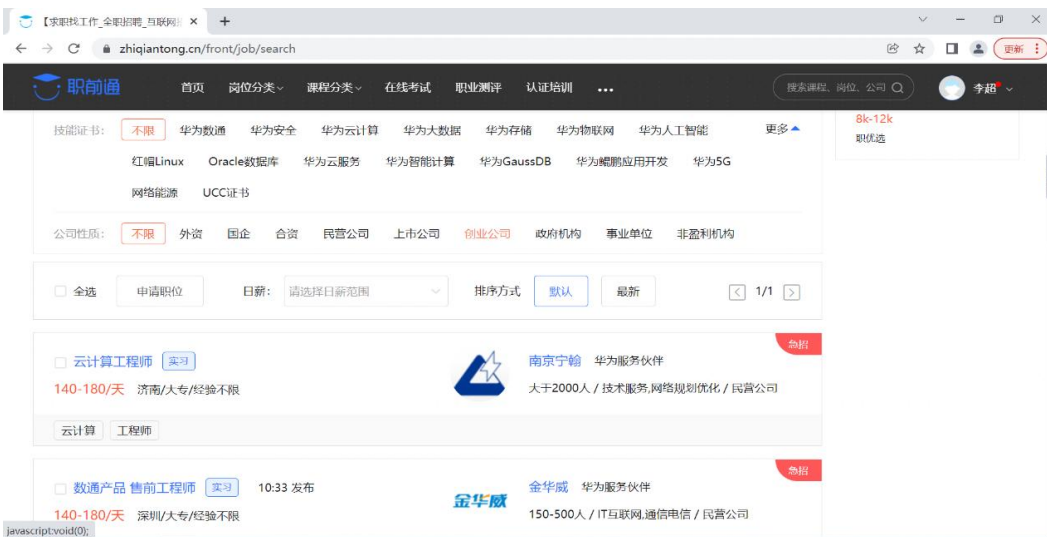 【求职找工作_全职招聘_互联网
zhiqiantong.cn/front/job/search
更新
职前通 首页 岗位分类 课程分类 在线考试 职业测评 认证培训 ... 搜索课程、岗位、公司 李超
技能证书: 不限 华为数通 华为安全 华为云计算 华为大数据 华为存储 华为物联网 华为人工智能 更多
8k-12k
职优选
红帽Linux Oracle数据库 华为云服务 华为智能计算 华为GaussDB 华为鲲鹏应用开发 华为5G
网络能源 UCC证书
公司性质: 不限 外资 国企 合资 民营公司 上市公司 创业公司 政府机构 事业单位 非盈利机构
全选 申请职位 日薪: 请选择日薪范围 排序方式 默认 最新 1/1
急招
云计算工程师 实习 南京宁翰 华为服务伙伴
140-180/天 济南/大专/经验不限 大于2000人 / 技术服务,网络规划优化 / 民营公司
云计算 工程师
急招
数通产品 售前工程师 实习 10:33 发布 金华威 金华威 华为服务伙伴
140-180/天 深圳/大专/经验不限 150-500人 / IT互联网,通信电信 / 民营公司
javascript:void(0);